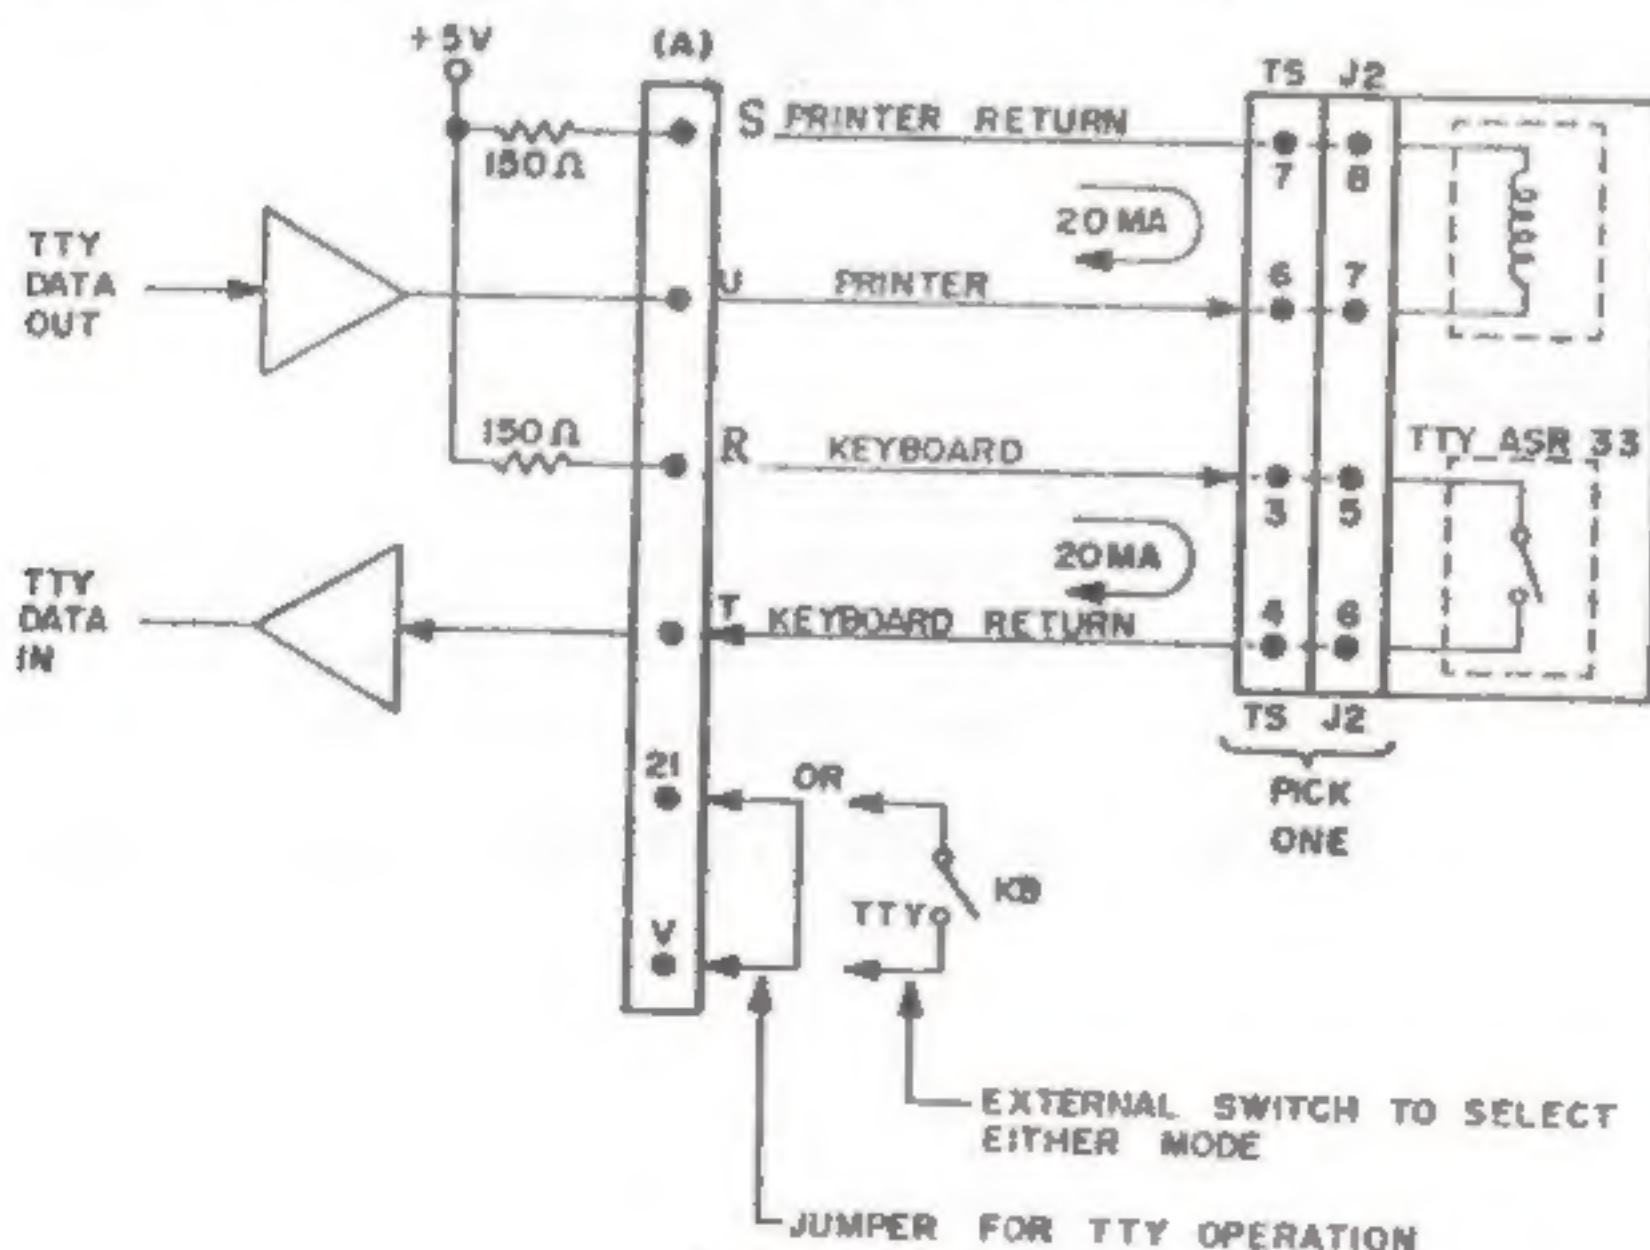 +5V
(A)
TS J2
S PRINTER RETURN
150Ω
7 8
20 MA
TTY
DATA
OUT
U PRINTER
6 7
150Ω
R KEYBOARD
TTY ASR 33
3 5
20MA
TTY
DATA
IN
T KEYBOARD RETURN
4 6
TS J2
21
OR
PICK
ONE
KB
TTY
V
EXTERNAL SWITCH TO SELECT
EITHER MODE
JUMPER FOR TTY OPERATION